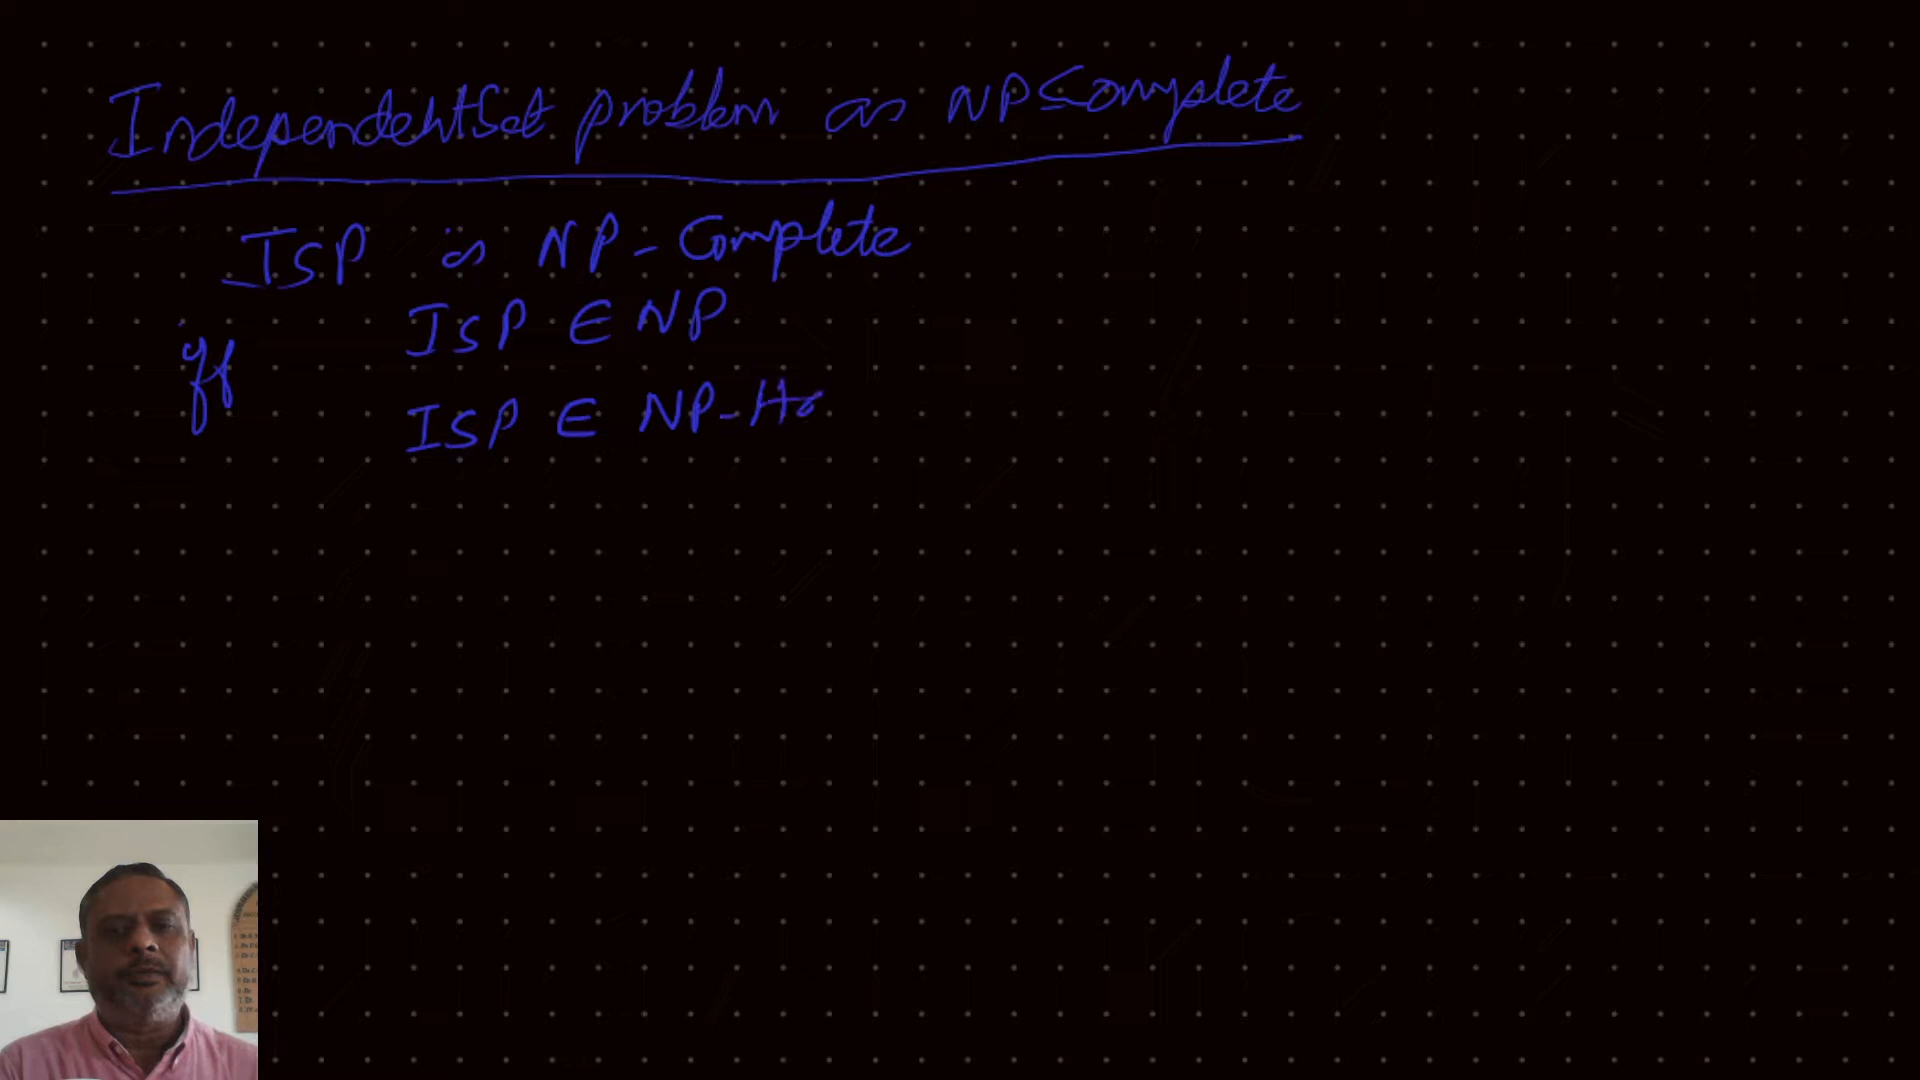 Independent Set problem as NP-Complete
ISP is NP-Complete
iff ISP ∈ NP
ISP ∈ NP-Ha